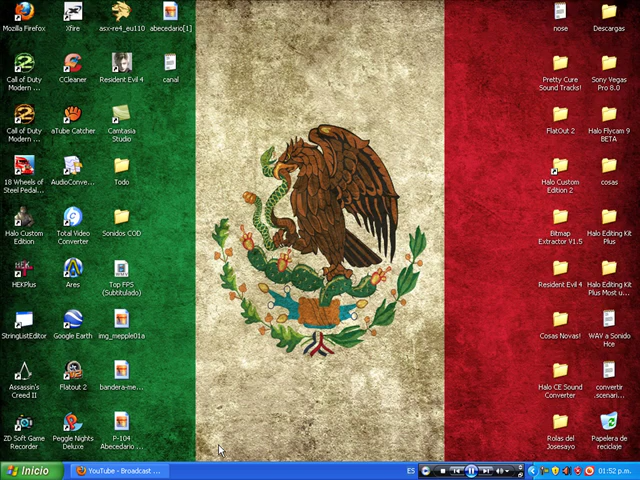 Mozilla Firefox
Xfire
asx-re4_eu110
abecedario[1]
Call of Duty
Modern ...
CCleaner
Resident Evil 4
canal
Call of Duty
Modern ...
aTube Catcher
Camtasia
Studio
18 Wheels of
Steel Pedal...
AudioConve...
Todo
Halo Custom
Edition
Total Video
Converter
Sonidos COD
HEKPlus
Ares
Top FPS
(Subtitulado)
StringListEditor
Google Earth
img_mepple01a
Assassin's
Creed II
Flatout 2
bandera-me...
ZD Soft Game
Recorder
Peggle Nights
Deluxe
P-104
Abecedario ...
nose
Descargas
Pretty Cure
Sound Tracks!
Sony Vegas
Pro 8.0
FlatOut 2
Halo Flycam 9
BETA
Halo Custom
Edition 2
cosas
Bitmap
Extractor V1.5
Halo Editing Kit
Plus
Resident Evil 4
Halo Editing Kit
Plus Most u...
Cosas Novas!
WAV a Sonido
Hce
Halo CE Sound
Converter
convertir
.scenari...
Rolas del
Josesayo
Papelera de
reciclaje
Inicio
YouTube - Broadcast ...
ES
01:52 p.m.